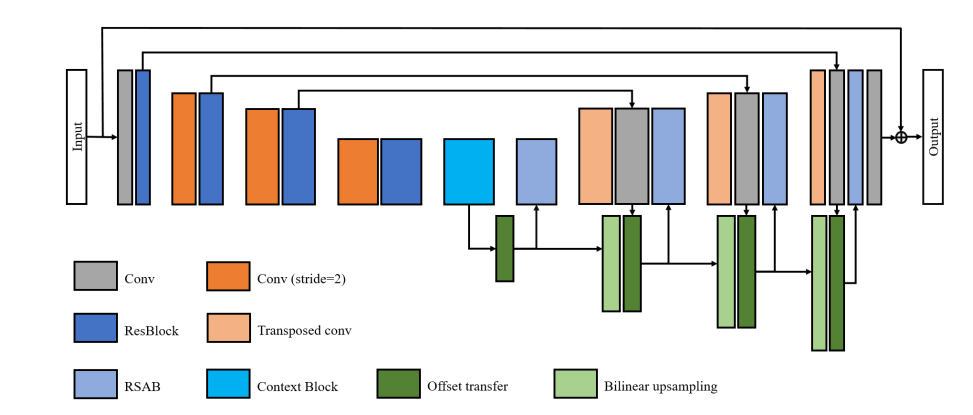 Input
Output
Conv
Conv (stride=2)
ResBlock
Transposed conv
RSAB
Context Block
Offset transfer
Bilinear upsampling